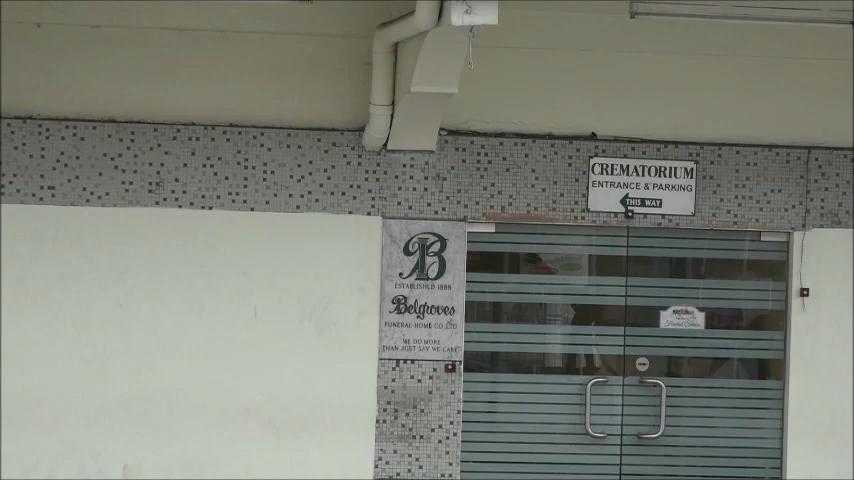 CREMATORIUM
ENTRANCE & PARKING
THIS WAY
B
ESTABLISHED 1888
Belgroves
FUNERAL HOME CO. LTD
WE DO MORE
THAN JUST SAY WE CARE